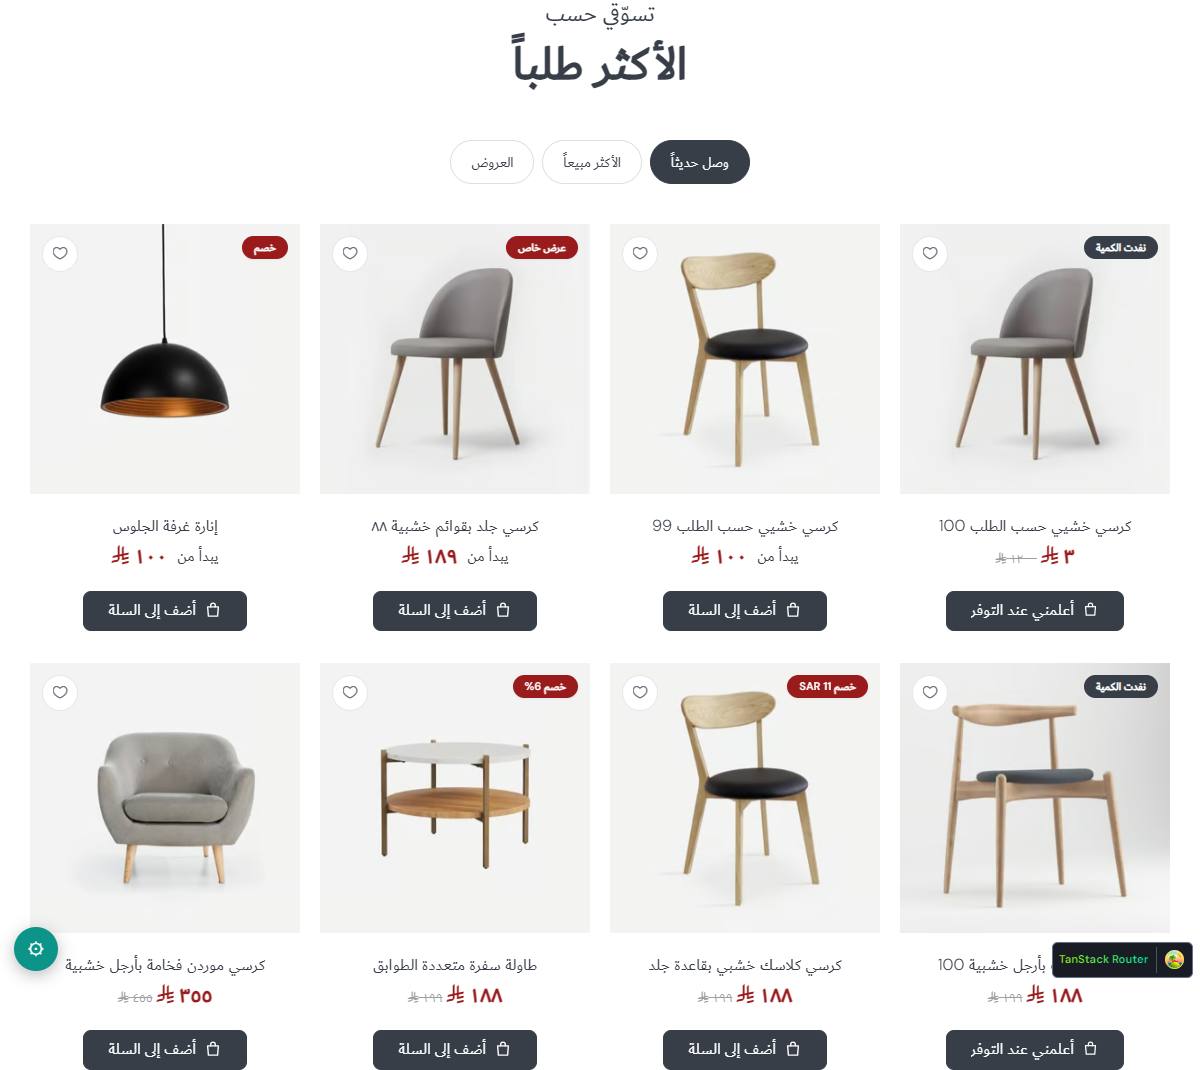 تسوّقي حسب
الأكثر طلباً
وصل حديثاً
الأكثر مبيعاً
العروض
نفدت الكمية
عرض خاص
خصم
كرسي خشيي حسب الطلب 100
٣
١٢٠
أعلمني عند التوفر
كرسي خشيي حسب الطلب 99
يبدأ من ١٠٠
أضف إلى السلة
كرسي جلد بقوائم خشبية ٨٨
يبدأ من ١٨٩
أضف إلى السلة
إنارة غرفة الجلوس
يبدأ من ١٠٠
أضف إلى السلة
نفدت الكمية
خصم 11 SAR
خصم 6%
بأرجل خشبية 100
TanStack Router
١٨٨ ١٩٩
أعلمني عند التوفر
كرسي كلاسك خشبي بقاعدة جلد
١٨٨ ١٩٩
أضف إلى السلة
طاولة سفرة متعددة الطوابق
١٨٨ ١٩٩
أضف إلى السلة
كرسي موردن فخامة بأرجل خشبية
٣٥٥ ٤٥٥
أضف إلى السلة